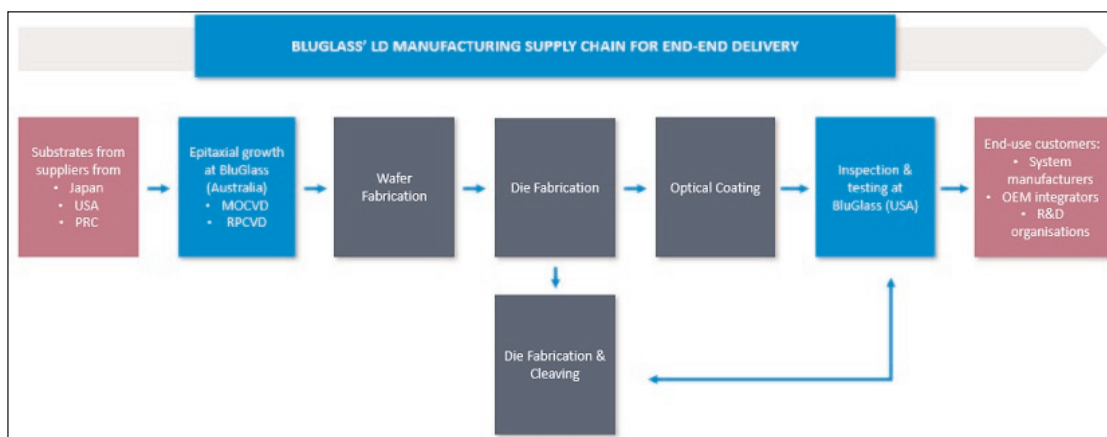 BLUGLASS' LD MANUFACTURING SUPPLY CHAIN FOR END-END DELIVERY
Substrates from
suppliers from
• Japan
• USA
• PRC
Epitaxial growth
at BluGlass
(Australia)
• MOCVD
• RPCVD
Wafer
Fabrication
Die Fabrication
Optical Coating
Inspection &
testing at
BluGlass (USA)
End-use customers:
• System
manufacturers
• OEM integrators
• R&D
organisations
Die Fabrication &
Cleaving